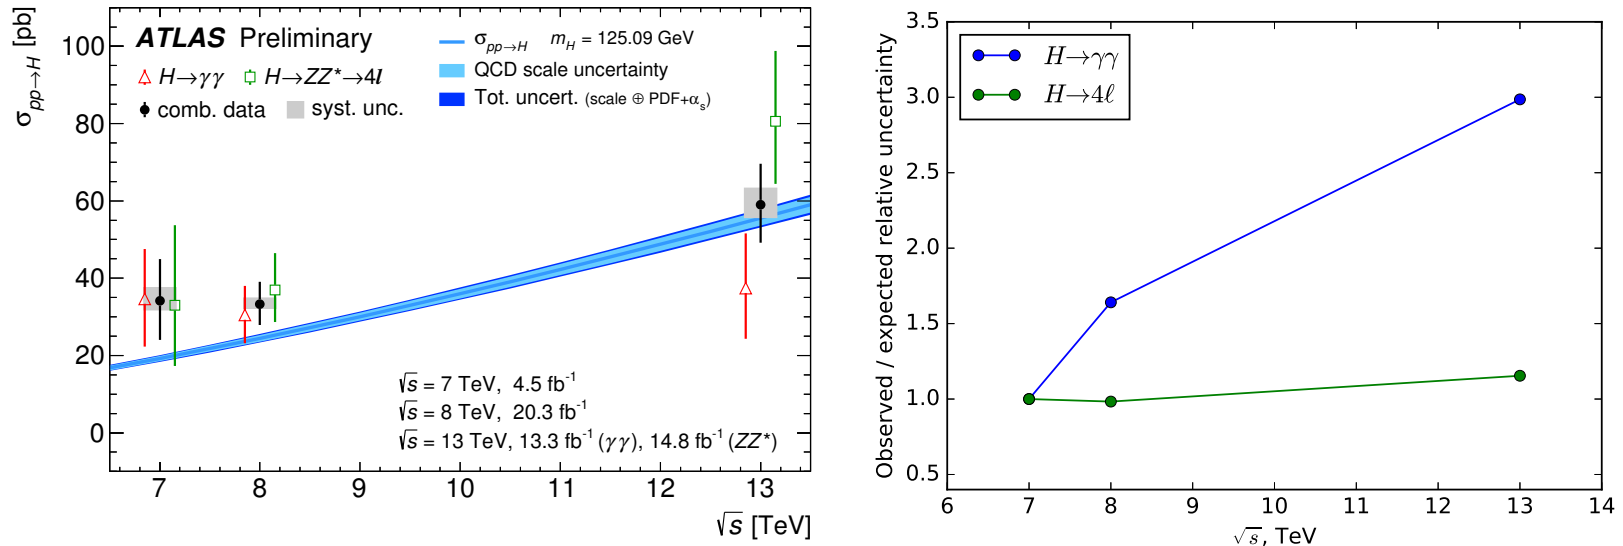 σpp→H [pb]
100
80
60
40
20
0
ATLAS Preliminary
H→γγ H→ZZ*→4l
comb. data syst. unc.
σpp→H mH = 125.09 GeV
QCD scale uncertainty
Tot. uncert. (scale ⊕ PDF+αs)
√s = 7 TeV, 4.5 fb-1
√s = 8 TeV, 20.3 fb-1
√s = 13 TeV, 13.3 fb-1 (γγ), 14.8 fb-1 (ZZ*)
7 8 9 10 11 12 13
√s [TeV]
Observed / expected relative uncertainty
3.5
3.0
2.5
2.0
1.5
1.0
0.5
H→γγ
H→4ℓ
6 7 8 9 10 11 12 13 14
√s, TeV